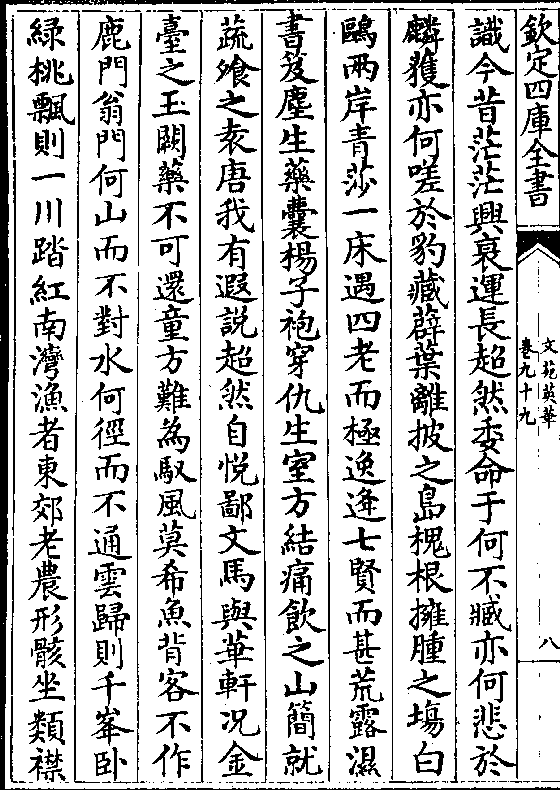 欽定四庫全書
文苑英華
卷九十九
八
識今昔茫茫興衰運長超然委命于何不臧亦何悲於
麟獲亦何嗟於豹藏薜葉離披之島槐根擁腫之塲白
鷗兩岸青莎一床遇四老而極逸逢七賢而甚荒露濕
書笈塵生藥囊楊子袍穿仇生室方結痛飲之山簡就
蔬飱之袁唐我有遐說超然自悅鄙文馬與華軒况金
臺之玉闕藥不可還童方難為馭風莫希魚背客不作
鹿門翁門何山而不對水何徑而不通雲歸則千峯卧
緑桃飄則一川踏紅南灣漁者東郊老農形骸坐類襟